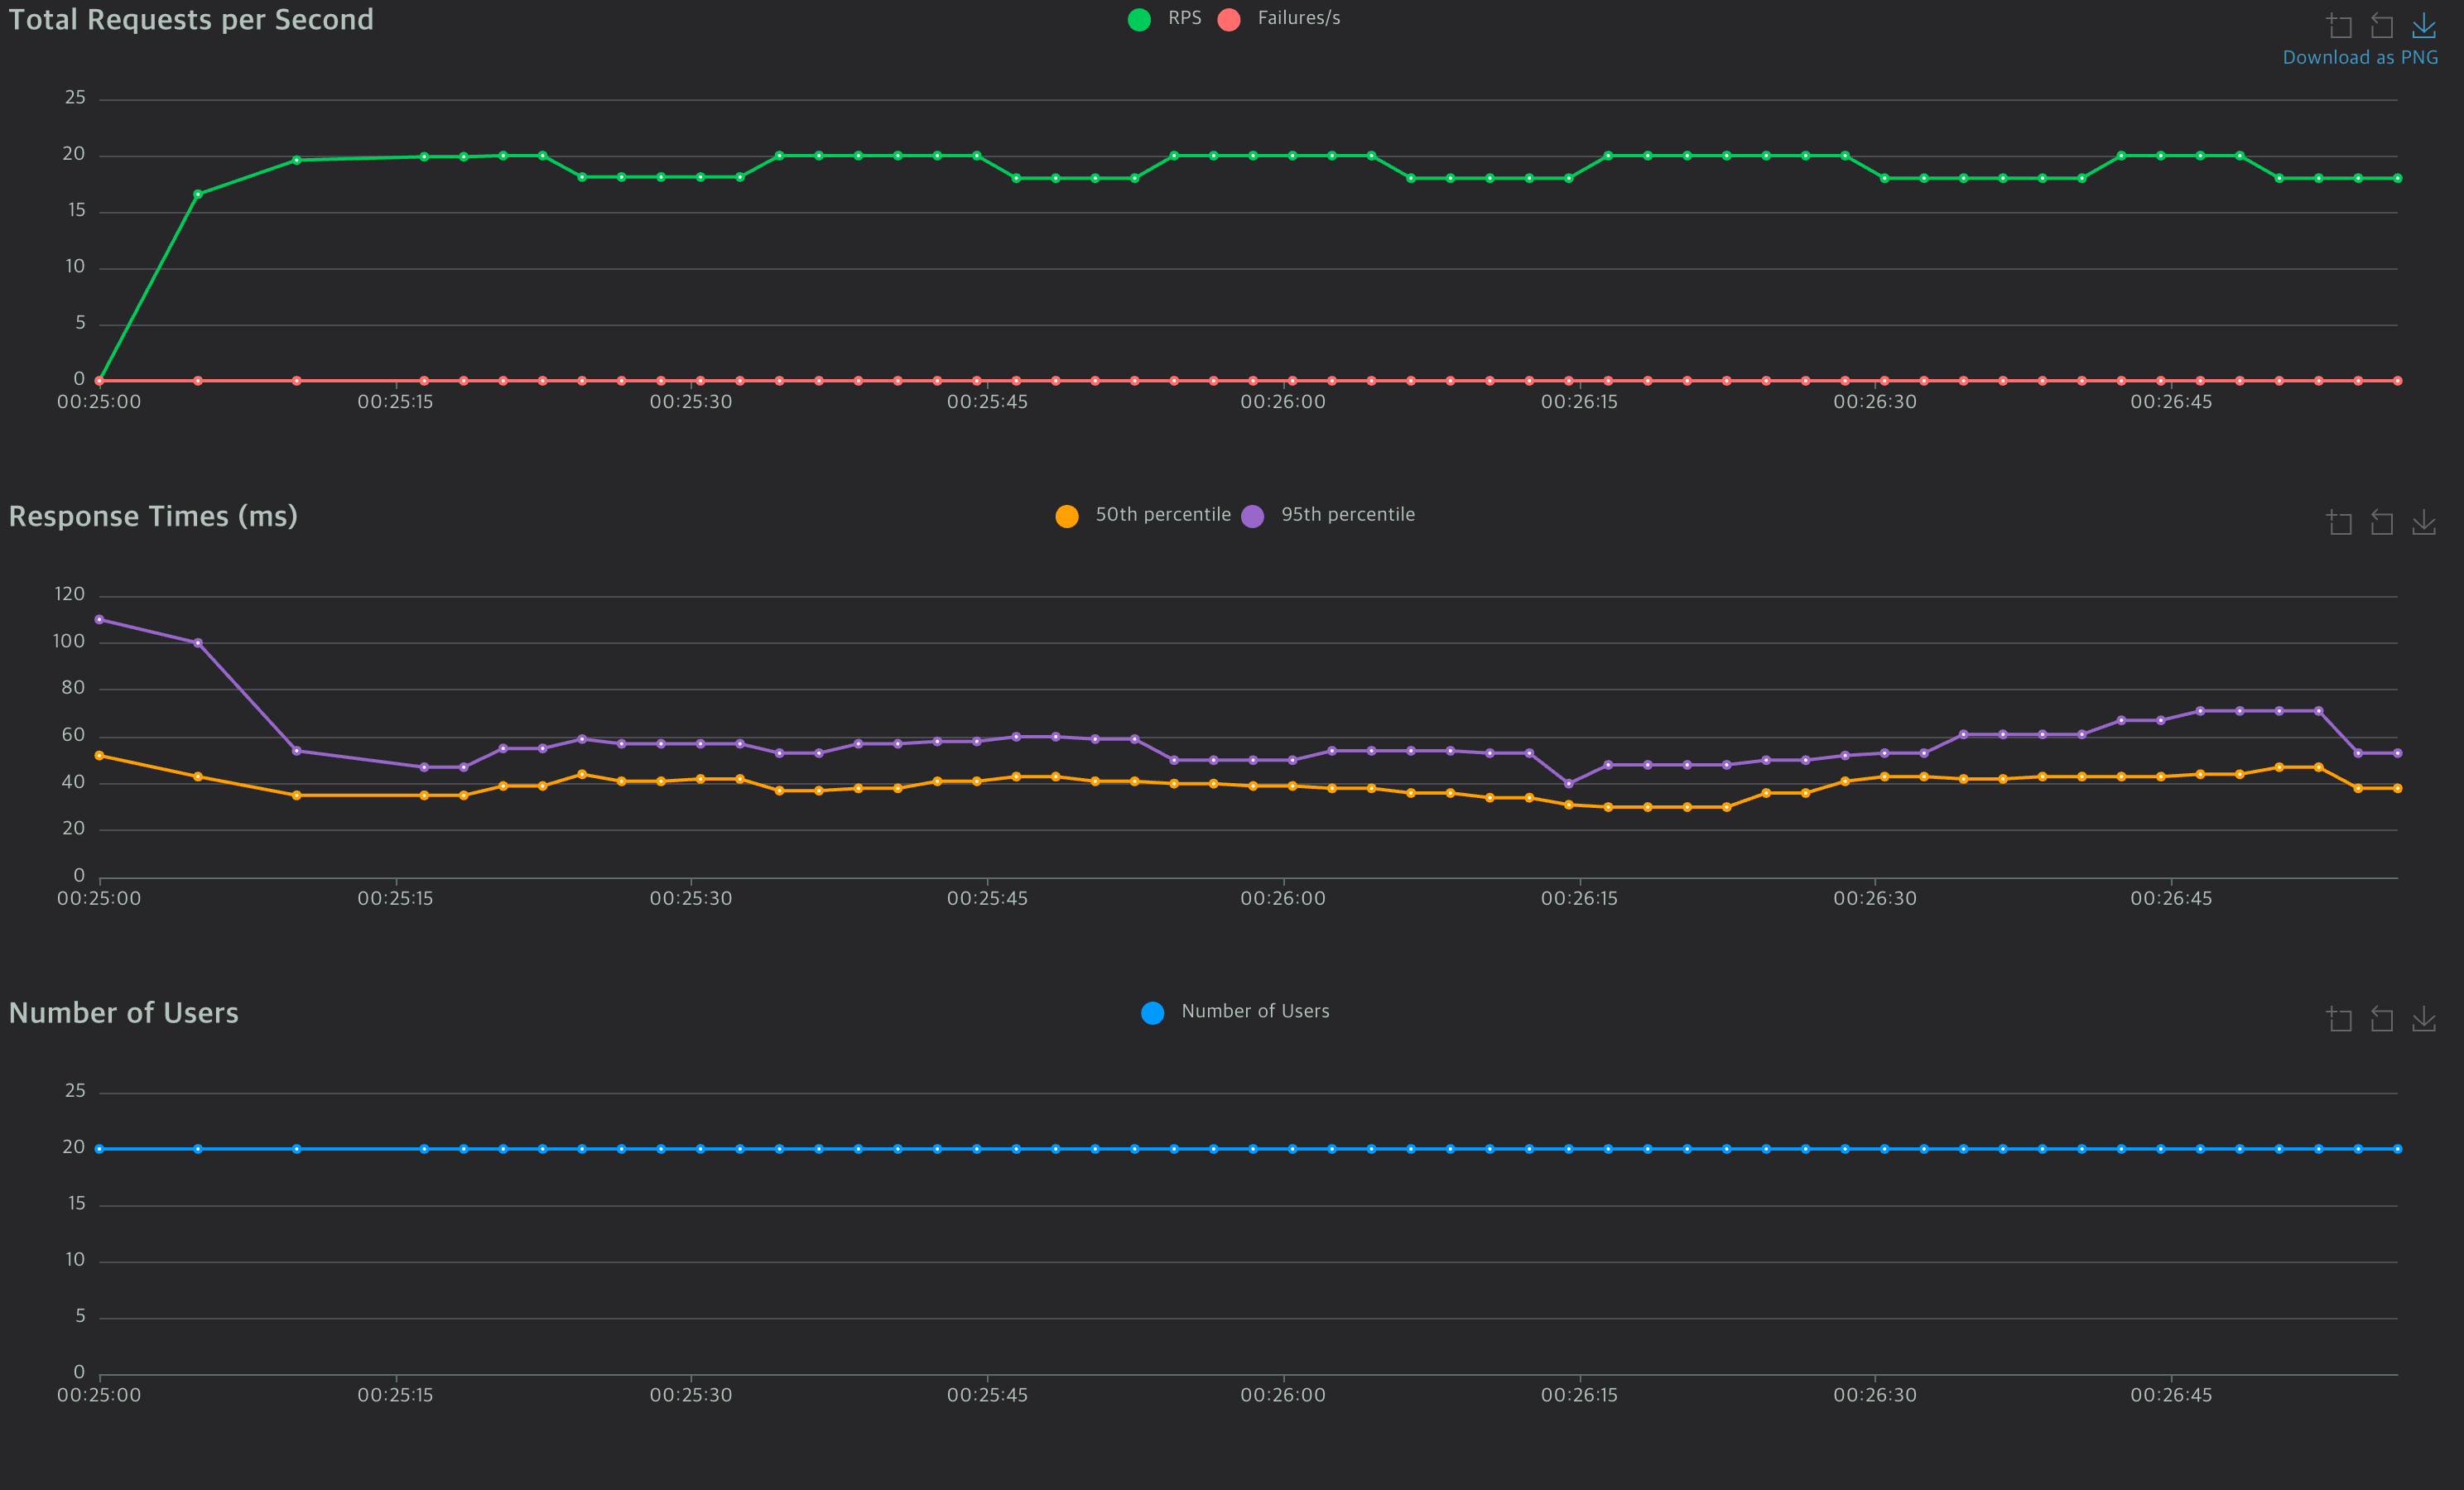 Total Requests per Second
RPS Failures/s
Download as PNG
25
20
15
10
5
0
00:25:00 00:25:15 00:25:30 00:25:45 00:26:00 00:26:15 00:26:30 00:26:45
Response Times (ms)
50th percentile 95th percentile
120
100
80
60
40
20
0
00:25:00 00:25:15 00:25:30 00:25:45 00:26:00 00:26:15 00:26:30 00:26:45
Number of Users
Number of Users
25
20
15
10
5
0
00:25:00 00:25:15 00:25:30 00:25:45 00:26:00 00:26:15 00:26:30 00:26:45